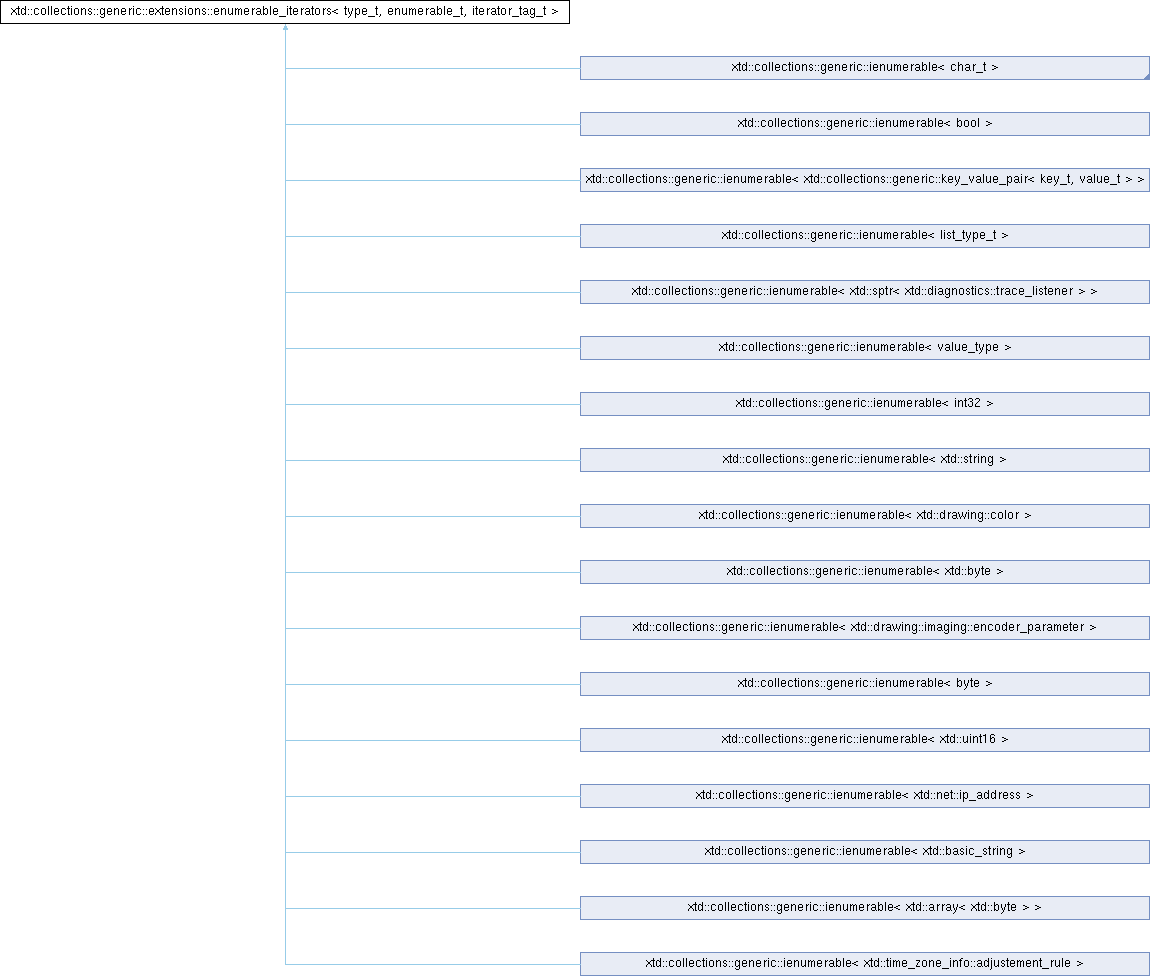 xtd::collections::generic::extensions::enumerable_iterators< type_t, enumerable_t, iterator_tag_t >
xtd::collections::generic::ienumerable< char_t >
xtd::collections::generic::ienumerable< bool >
xtd::collections::generic::ienumerable< xtd::collections::generic::key_value_pair< key_t, value_t > >
xtd::collections::generic::ienumerable< list_type_t >
xtd::collections::generic::ienumerable< xtd::sptr< xtd::diagnostics::trace_listener > >
xtd::collections::generic::ienumerable< value_type >
xtd::collections::generic::ienumerable< int32 >
xtd::collections::generic::ienumerable< xtd::string >
xtd::collections::generic::ienumerable< xtd::drawing::color >
xtd::collections::generic::ienumerable< xtd::byte >
xtd::collections::generic::ienumerable< xtd::drawing::imaging::encoder_parameter >
xtd::collections::generic::ienumerable< byte >
xtd::collections::generic::ienumerable< xtd::uint16 >
xtd::collections::generic::ienumerable< xtd::net::ip_address >
xtd::collections::generic::ienumerable< xtd::basic_string >
xtd::collections::generic::ienumerable< xtd::array< xtd::byte > >
xtd::collections::generic::ienumerable< xtd::time_zone_info::adjustement_rule >